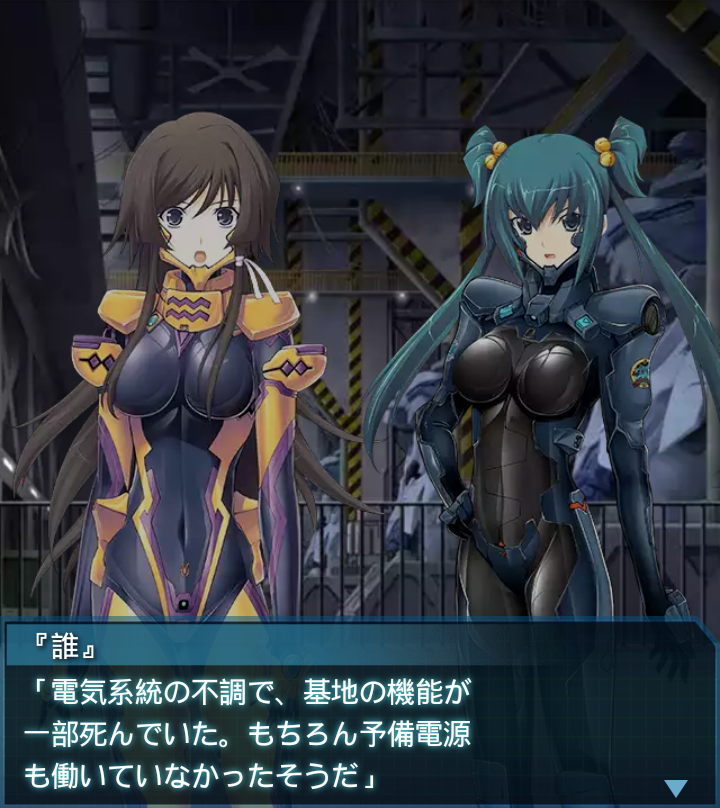 『誰』
「電気系統の不調で、基地の機能が
一部死んでいた。もちろん予備電源
も働いていなかったそうだ」